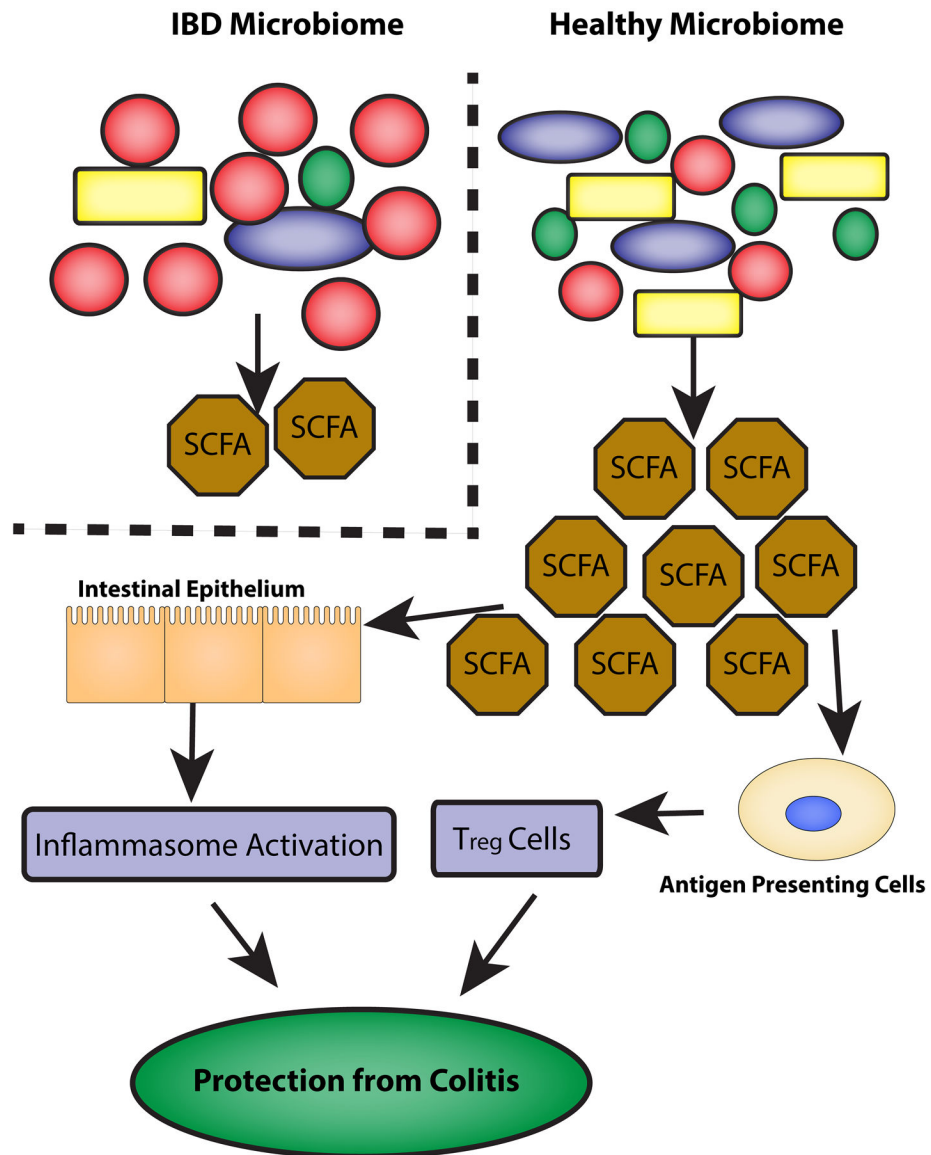 IBD Microbiome
Healthy Microbiome
SCFA
SCFA
SCFA
SCFA
SCFA
SCFA
SCFA
SCFA
SCFA
SCFA
Intestinal Epithelium
Inflammasome Activation
Treg Cells
Antigen Presenting Cells
Protection from Colitis